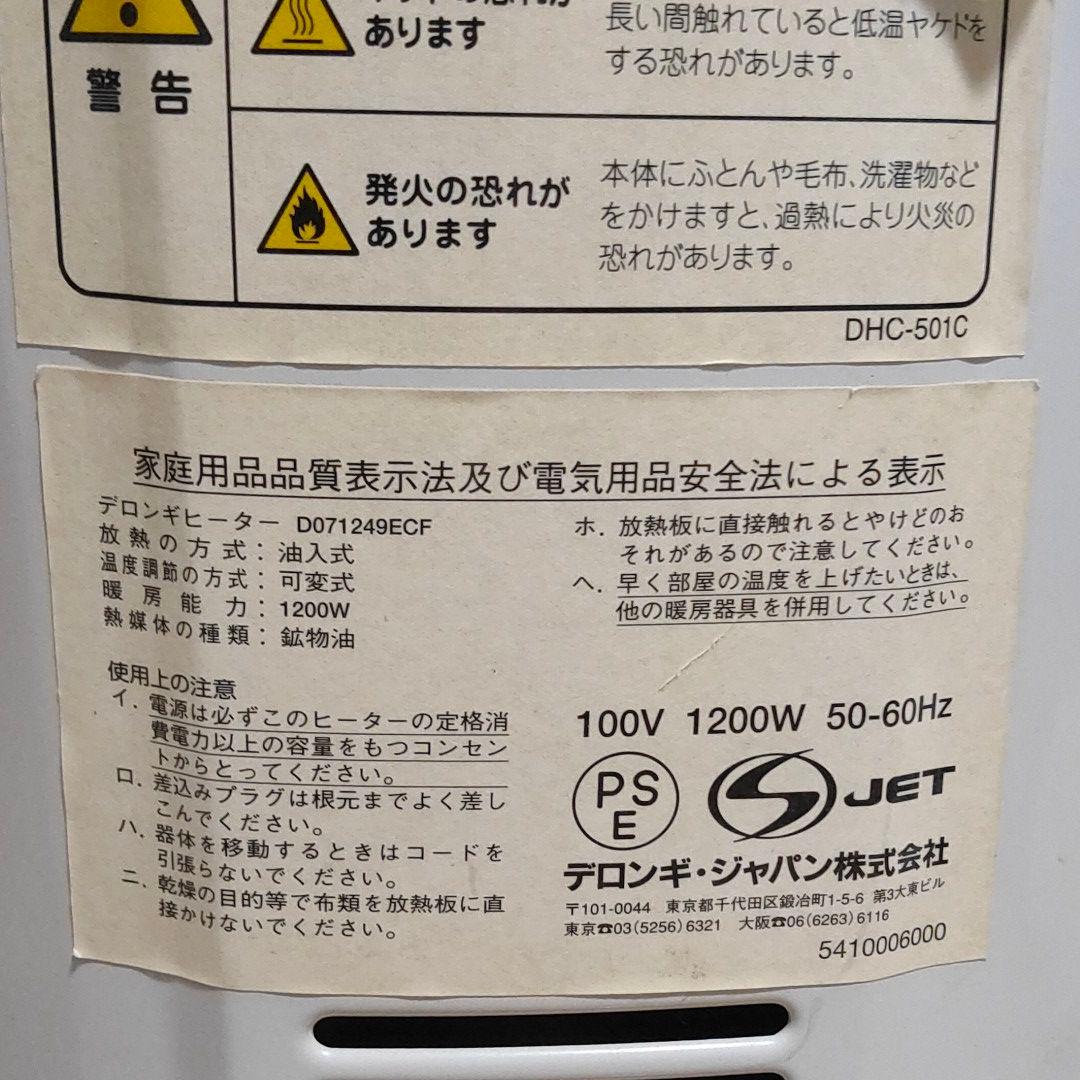 警告
あります
長い間触れていると低温ヤケドを
する恐れがあります。
発火の恐れが
あります
本体にふとんや毛布、洗濯物など
をかけますと、過熱により火災の
恐れがあります。
DHC-501C
家庭用品品質表示法及び電気用品安全法による表示
デロンギヒーター D071249ECF
放熱の方式：油入式
温度調節の方式：可変式
暖房能力：1200W
熱媒体の種類：鉱物油
使用上の注意
イ．電源は必ずこのヒーターの定格消
費電力以上の容量をもつコンセン
トからとってください。
ロ．差込みプラグは根元までよく差し
こんでください。
ハ．器体を移動するときはコードを
引張らないでください。
ニ．乾燥の目的等で布類を放熱板に直
接かけないでください。
ホ．放熱板に直接触れるとやけどのお
それがあるので注意してください。
ヘ．早く部屋の温度を上げたいときは、
他の暖房器具を併用してください。
100V 1200W 50-60Hz
PS
E
S JET
デロンギ・ジャパン株式会社
〒101-0044 東京都千代田区鍛冶町1-5-6 第3大東ビル
東京☎03(5256)6321 大阪☎06(6263)6116
5410006000